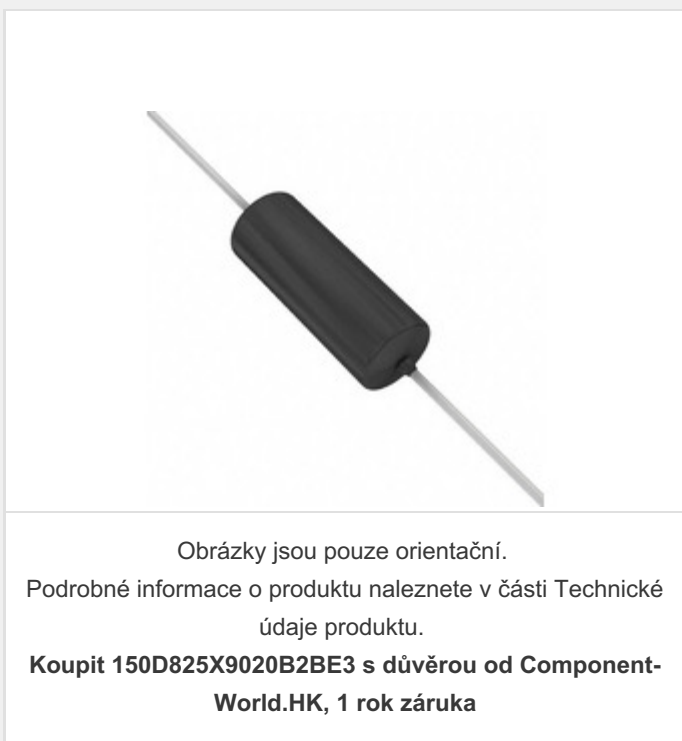 Obrázky jsou pouze orientační.
Podrobné informace o produktu naleznete v části Technické
údaje produktu.
Koupit 150D825X9020B2BE3 s důvěrou od Component-
World.HK, 1 rok záruka